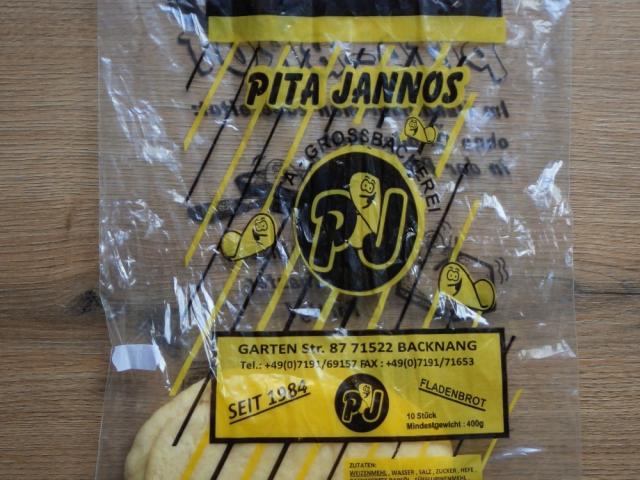 PITA JANNOS
PITA - GROSSBÄCKEREI
PJ
GARTEN Str. 87 71522 BACKNANG
Tel.: +49(0)7191/69157 FAX : +49(0)7191/71653
SEIT 1984
PJ
FLADENBROT
10 Stück
Mindestgewicht : 400g
ZUTATEN:
WEIZENMEHL , WASSER , SALZ , ZUCKER , HEFE ,